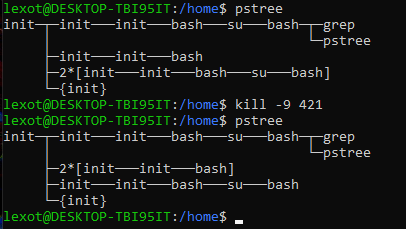 lexot@DESKTOP-TBI95IT:/home$ pstree
init─┬─init───init───bash───su───bash─┬─grep
     │                                └─pstree
     ├─init───init───bash
     ├─2*[init───init───bash───su───bash]
     └─{init}
lexot@DESKTOP-TBI95IT:/home$ kill -9 421
lexot@DESKTOP-TBI95IT:/home$ pstree
init─┬─init───init───bash───su───bash─┬─grep
     │                                └─pstree
     ├─2*[init───init───bash]
     ├─init───init───bash───su───bash
     └─{init}
lexot@DESKTOP-TBI95IT:/home$